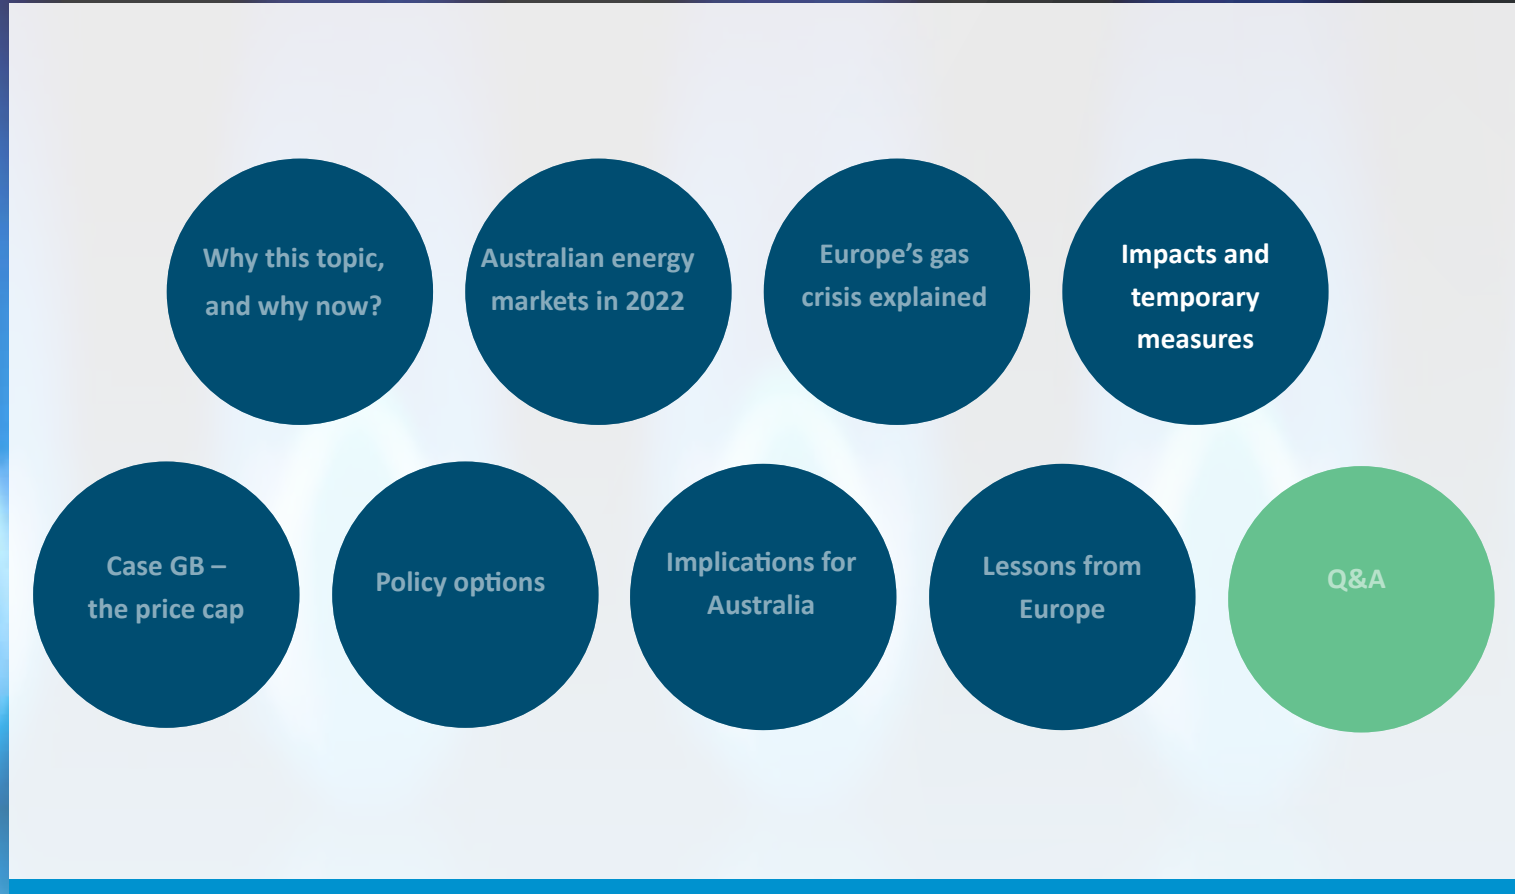 Why this topic,
and why now?
Australian energy
markets in 2022
Europe’s gas
crisis explained
Impacts and
temporary
measures
Case GB –
the price cap
Policy options
Implications for
Australia
Lessons from
Europe
Q&A